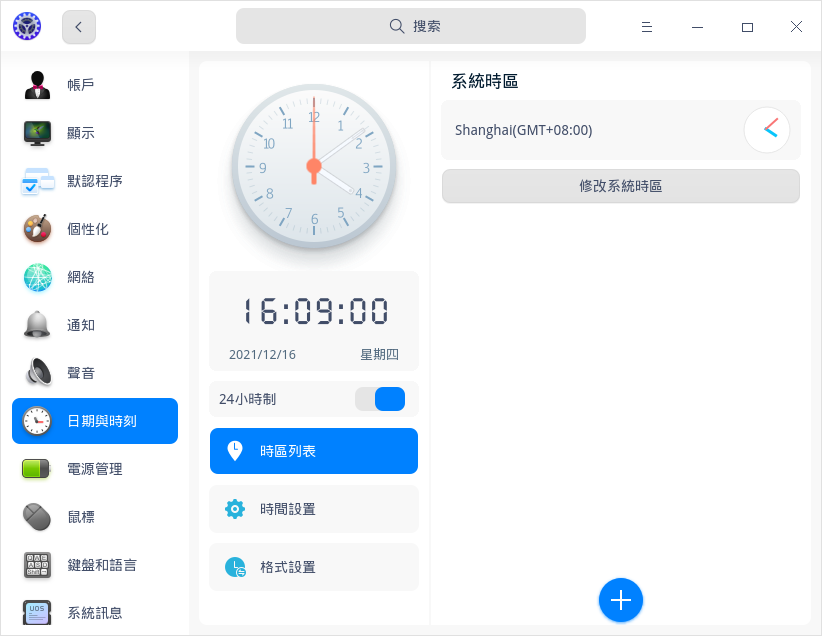 搜索
帳戶
顯示
默認程序
個性化
網絡
通知
聲音
日期與時刻
電源管理
鼠標
鍵盤和語言
UOS
系統訊息
12
1
2
3
4
5
6
7
8
9
10
11
16:09:00
2021/12/16 星期四
24小時制
時區列表
時間設置
格式設置
系統時區
Shanghai(GMT+08:00)
修改系統時區